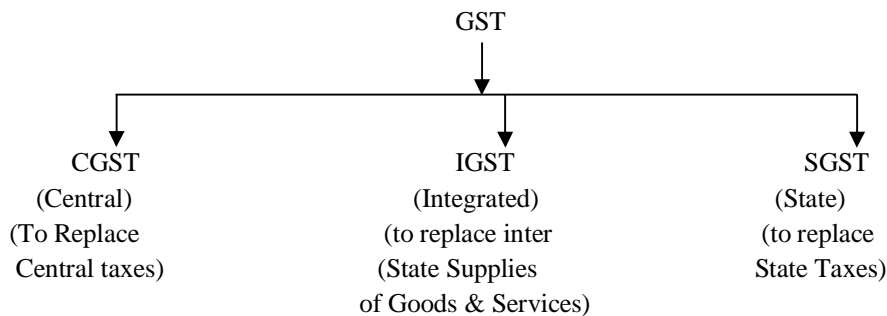 GST
CGST
(Central)
(To Replace
Central taxes)
IGST
(Integrated)
(to replace inter
(State Supplies
of Goods & Services)
SGST
(State)
(to replace
State Taxes)